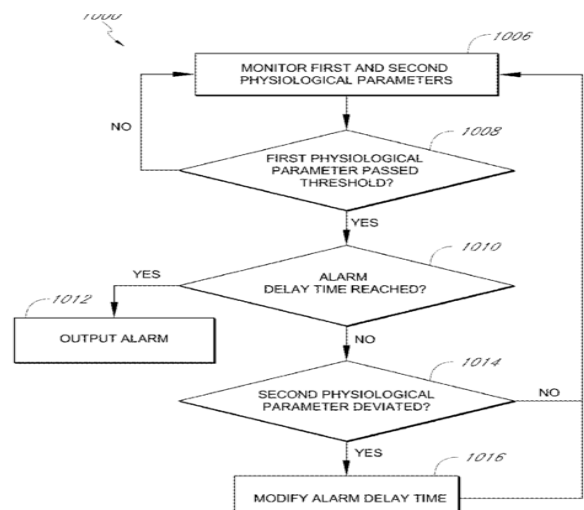 1000
1006
MONITOR FIRST AND SECOND
PHYSIOLOGICAL PARAMETERS
NO
1008
FIRST PHYSIOLOGICAL
PARAMETER PASSED
THRESHOLD?
YES
1010
YES
ALARM
DELAY TIME REACHED?
1012
OUTPUT ALARM
NO
1014
SECOND PHYSIOLOGICAL
PARAMETER DEVIATED?
NO
YES
1016
MODIFY ALARM DELAY TIME